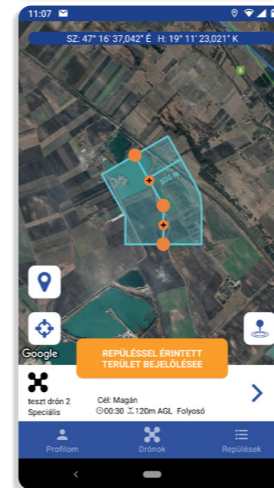 11:07
SZ: 47° 16' 37,042" É H: 19° 11' 23,021" K
500 m
Google
REPÜLÉSSEL ÉRINTETT
TERÜLET BEJELÖLÉSEE
teszt drón 2
Speciális
Cél: Magán
00:30 120m AGL Folyosó
Profilom
Drónok
Repülések